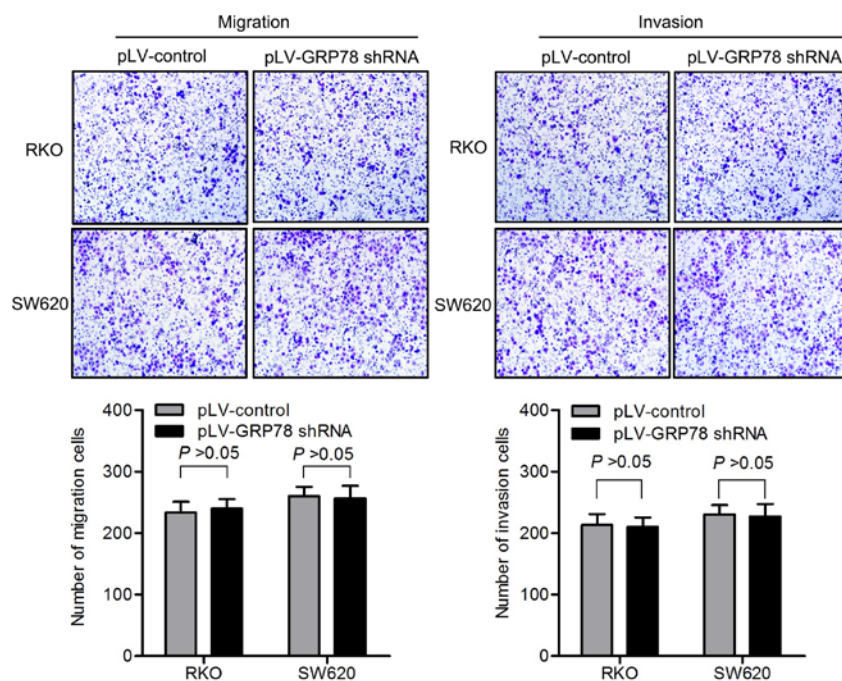 Migration
Invasion
pLV-control pLV-GRP78 shRNA
pLV-control pLV-GRP78 shRNA
RKO
RKO
SW620
SW620
400
300
200
100
0
Number of migration cells
pLV-control
pLV-GRP78 shRNA
P >0.05
P >0.05
RKO
SW620
400
300
200
100
0
Number of invasion cells
pLV-control
pLV-GRP78 shRNA
P >0.05
P >0.05
RKO
SW620